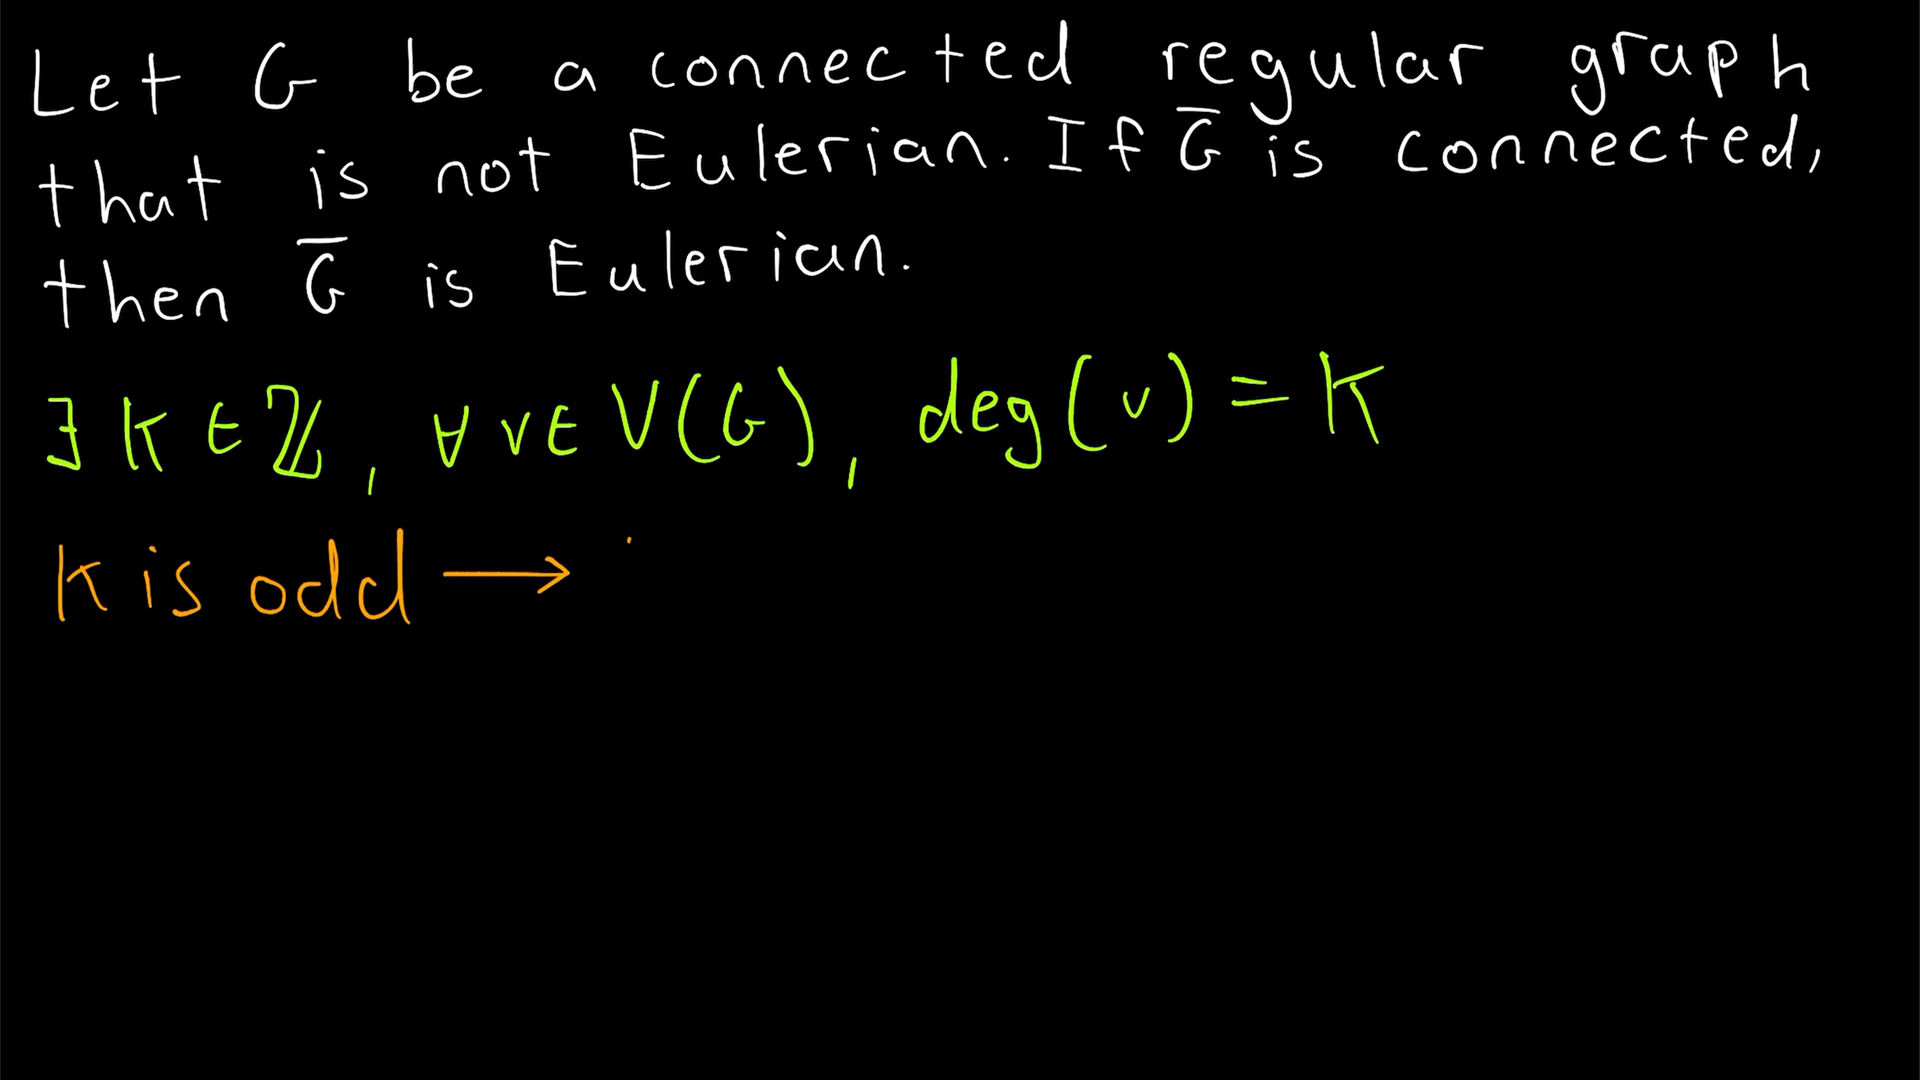 Let G be a connected regular graph
that is not Eulerian. If G̅ is connected,
then G̅ is Eulerian.
∃ K ∈ ℤ, ∀ v ∈ V(G), deg(v) = K
K is odd ⟶